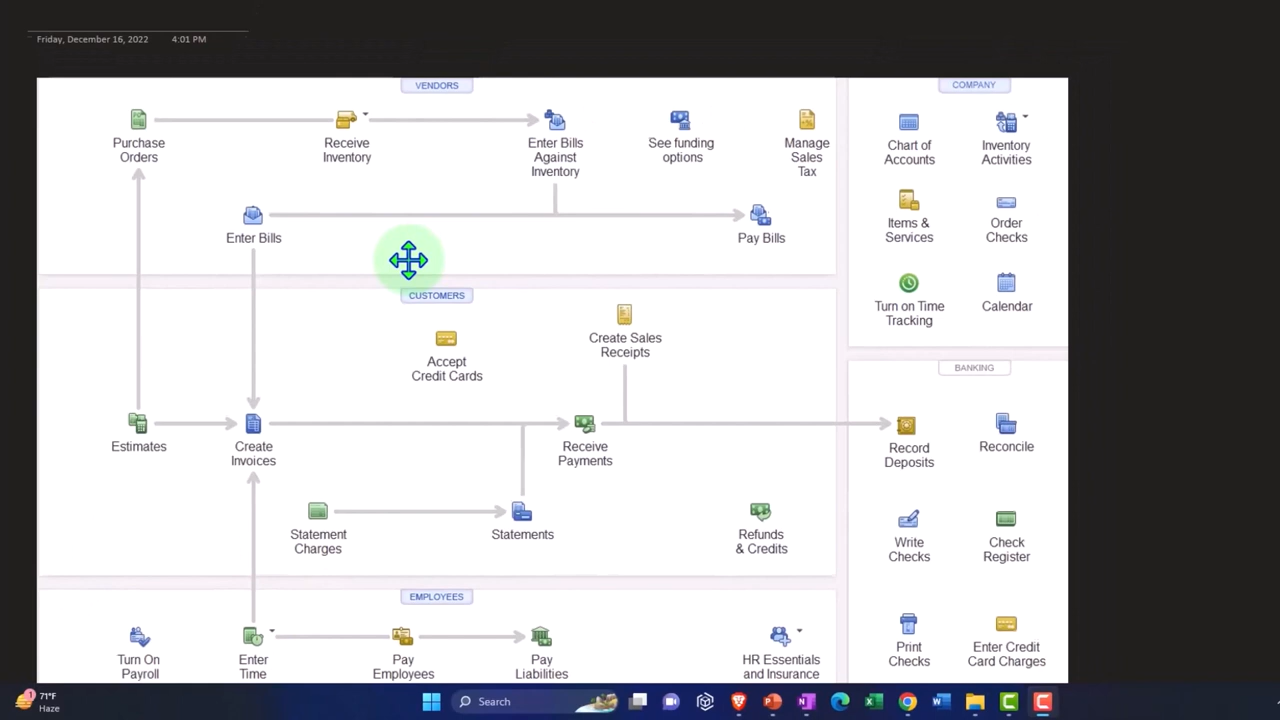 Friday, December 16, 2022 4:01 PM
VENDORS
Purchase
Orders
Receive
Inventory
Enter Bills
Against
Inventory
See funding
options
Manage
Sales
Tax
Enter Bills
Pay Bills
CUSTOMERS
Accept
Credit Cards
Create Sales
Receipts
Estimates
Create
Invoices
Receive
Payments
Statement
Charges
Statements
Refunds
& Credits
EMPLOYEES
Turn On
Payroll
Enter
Time
Pay
Employees
Pay
Liabilities
HR Essentials
and Insurance
COMPANY
Chart of
Accounts
Inventory
Activities
Items &
Services
Order
Checks
Turn on Time
Tracking
Calendar
BANKING
Record
Deposits
Reconcile
Write
Checks
Check
Register
Print
Checks
Enter Credit
Card Charges
1
71°F
Haze
Search